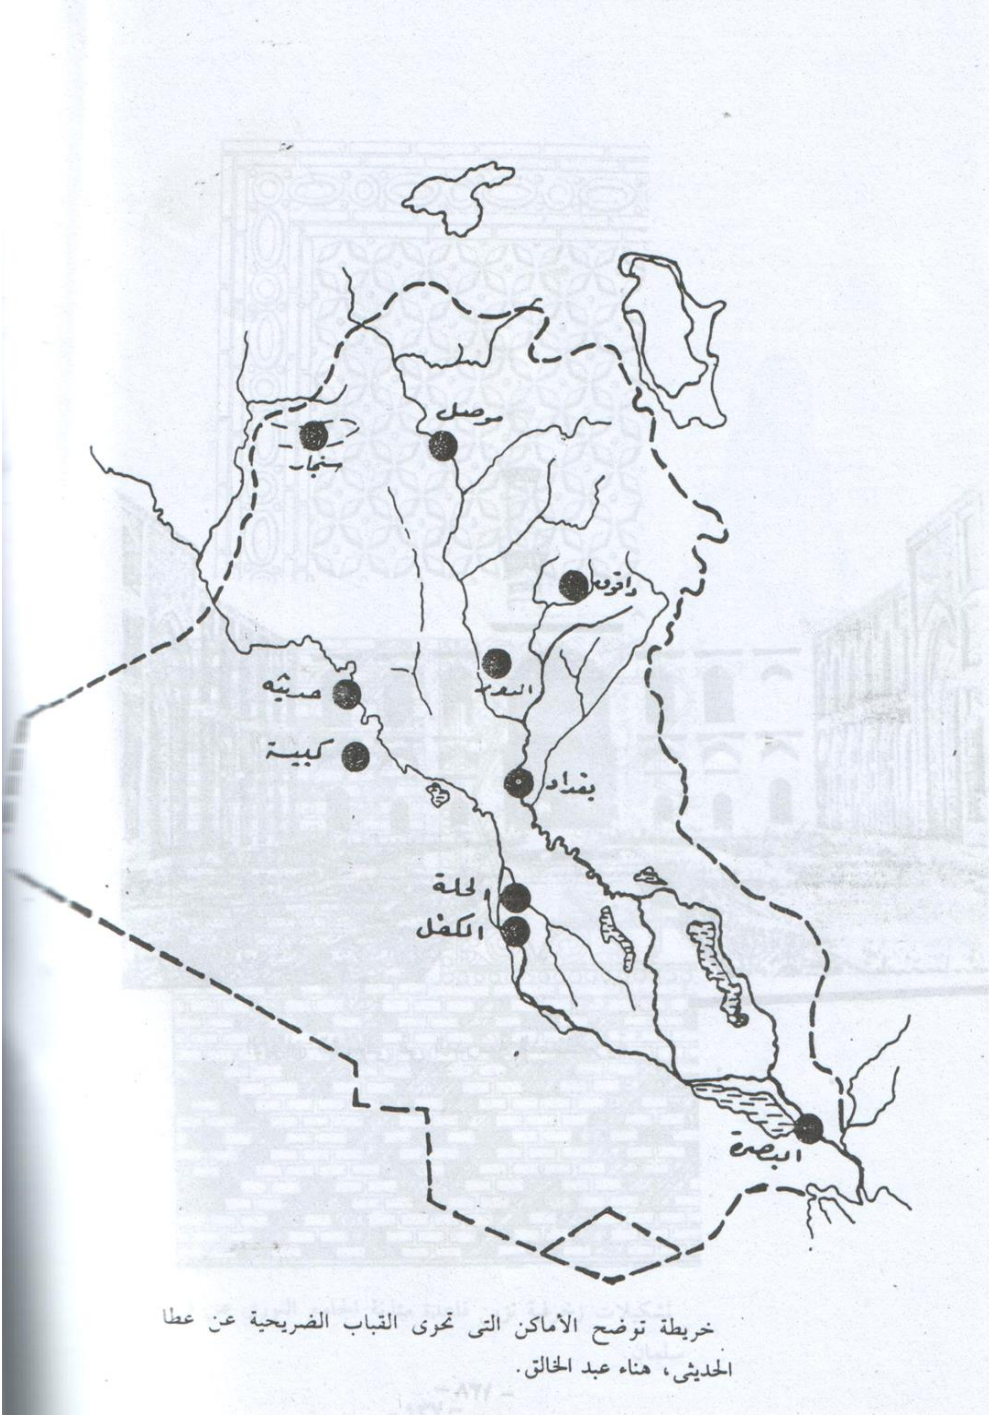 موصل
سنجار
داقوق
الدور
حديثه
كبيسة
بغداد
الحلة
الكفل
البصرة
خريطة توضح الأماكن التى تحوى القباب الضريحية عن عطا
الحديثى، هناء عبد الخالق.